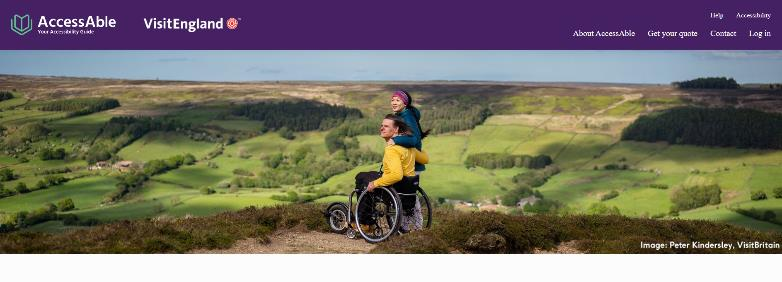 AccessAble
Your Accessibility Guide
VisitEngland
Help Accessibility
About AccessAble Get your quote Contact Log in
Image: Peter Kindersley, VisitBritain